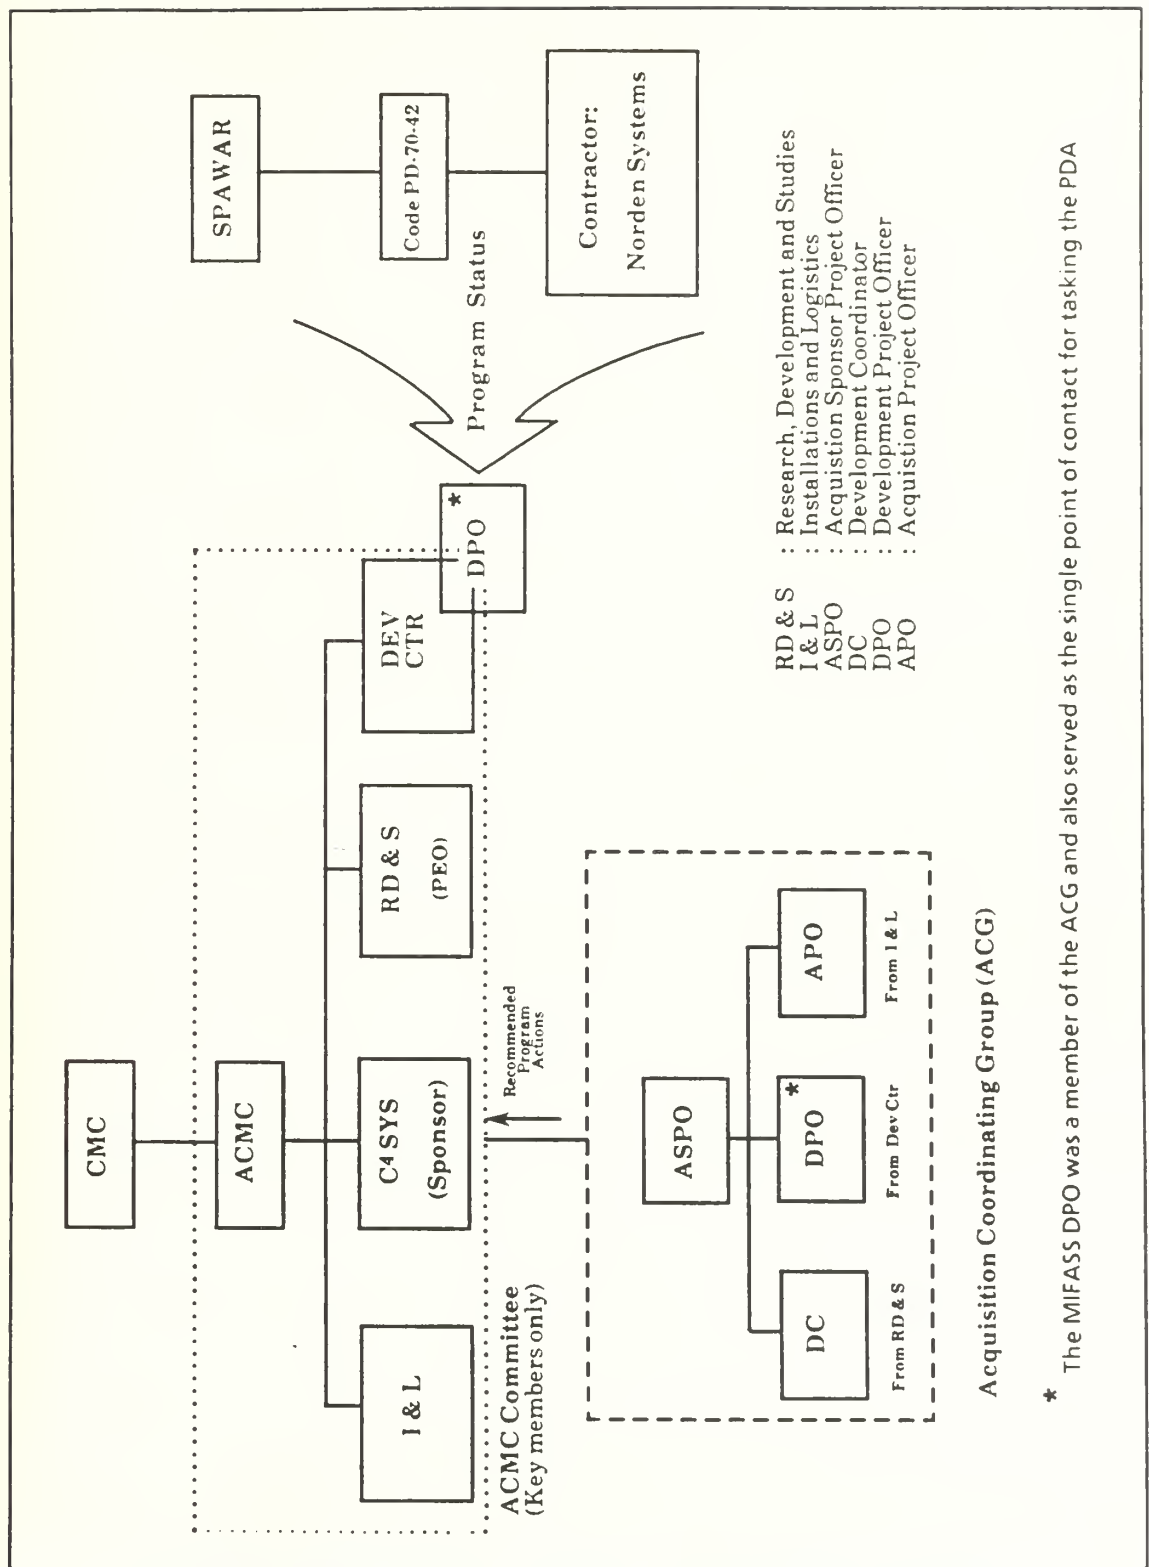 CMC
ACMC
I & L
C4 SYS
(Sponsor)
RD & S
(PEO)
DEV
CTR
DPO
*
ACMC Committee
(Key members only)
Recommended
Program
Actions
SPAWAR
Code PD-70-42
Contractor:
Norden Systems
Program Status
ASPO
DC
From RD & S
DPO
*
From Dev Ctr
APO
From I & L
Acquisition Coordinating Group (ACG)
RD & S : Research, Development and Studies
I & L : Installations and Logistics
ASPO : Acquistion Sponsor Project Officer
DC : Development Coordinator
DPO : Development Project Officer
APO : Acquistion Project Officer
* The MIFASS DPO was a member of the ACG and also served as the single point of contact for tasking the PDA